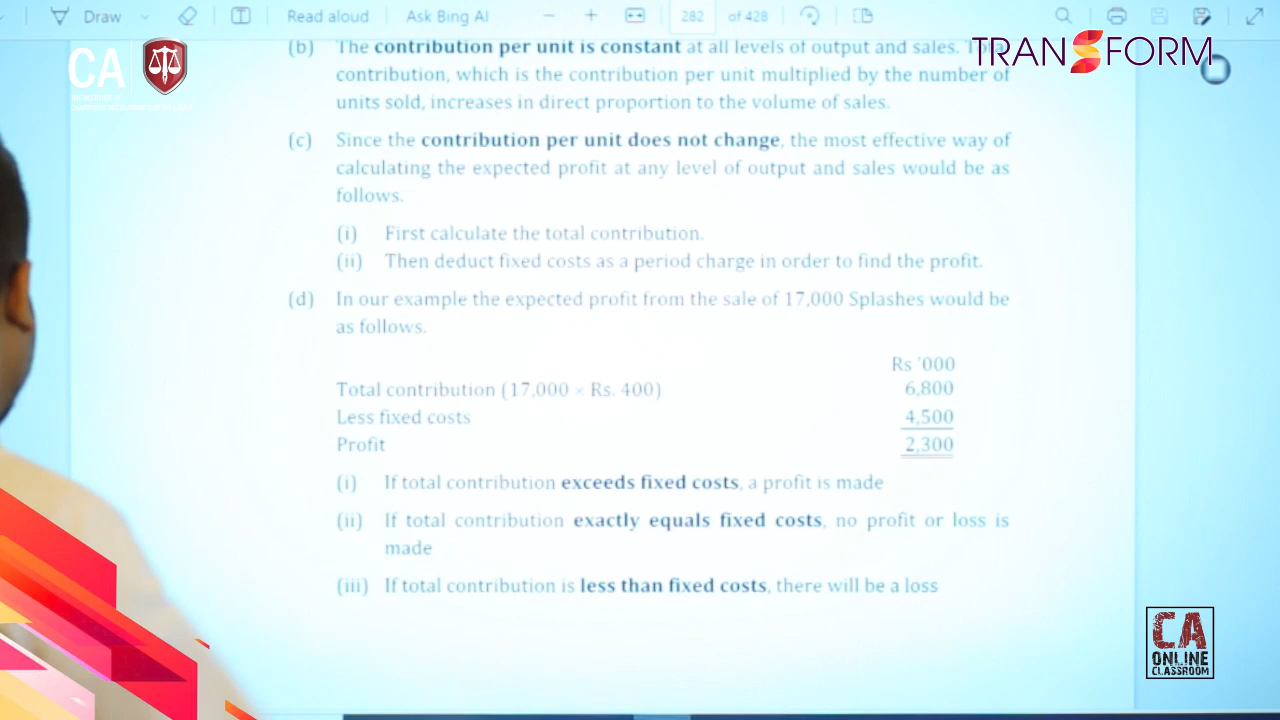 Draw
Read aloud
Ask Bing AI
282
of 428
CA
TRANSFORM
(b) The contribution per unit is constant at all levels of output and sales.
contribution, which is the contribution per unit multiplied by the number of
units sold, increases in direct proportion to the volume of sales.
(c) Since the contribution per unit does not change, the most effective way of
calculating the expected profit at any level of output and sales would be as
follows.
(i) First calculate the total contribution.
(ii) Then deduct fixed costs as a period charge in order to find the profit.
(d) In our example the expected profit from the sale of 17,000 Splashes would be
as follows.
Rs '000
Total contribution (17,000 × Rs. 400) 6,800
Less fixed costs 4,500
Profit 2,300
(i) If total contribution exceeds fixed costs, a profit is made
(ii) If total contribution exactly equals fixed costs, no profit or loss is
made
(iii) If total contribution is less than fixed costs, there will be a loss
CA
ONLINE
CLASSROOM